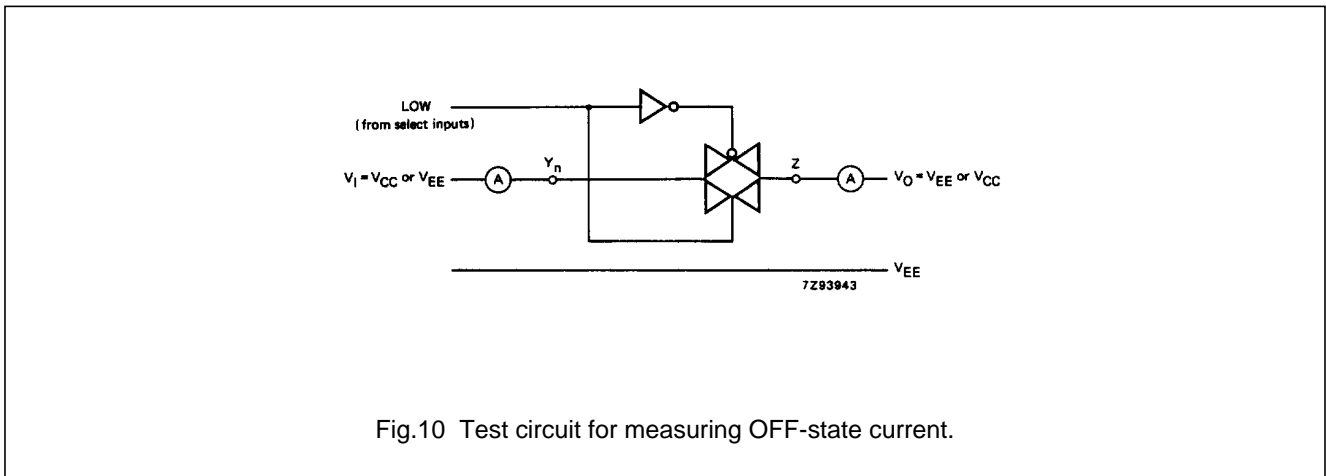 LOW
(from select inputs)
Yn
Z
VI = VCC or VEE
A
A
VO = VEE or VCC
VEE
7Z93943
Fig.10 Test circuit for measuring OFF-state current.